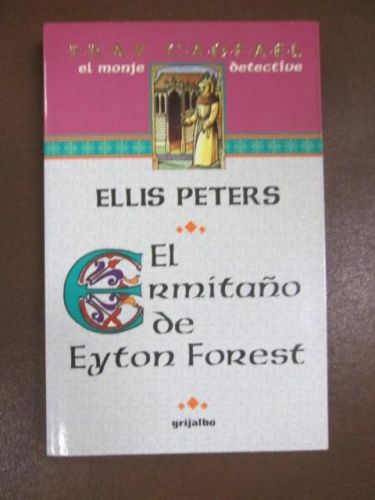 FRAY CADFAEL
el monje detective
ELLIS PETERS
El
Ermitaño
de
Eyton Forest
grijalbo